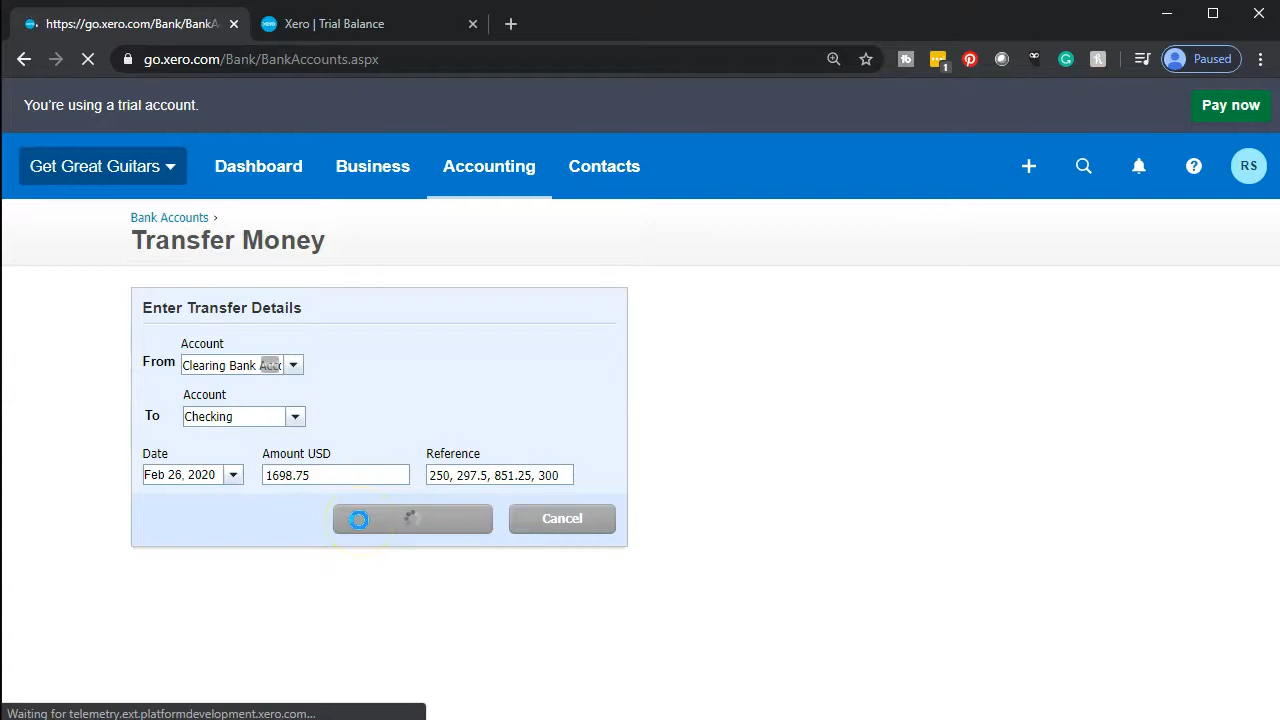 https://go.xero.com/Bank/BankA
Xero | Trial Balance
go.xero.com/Bank/BankAccounts.aspx
1
Paused
You're using a trial account.
Pay now
Get Great Guitars
Dashboard
Business
Accounting
Contacts
RS
Bank Accounts ›
Transfer Money
Enter Transfer Details
Account
From
Clearing Bank Acc
Account
To
Checking
Date
Amount USD
Reference
Feb 26, 2020
1698.75
250, 297.5, 851.25, 300
Cancel
Waiting for telemetry.ext.platformdevelopment.xero.com...